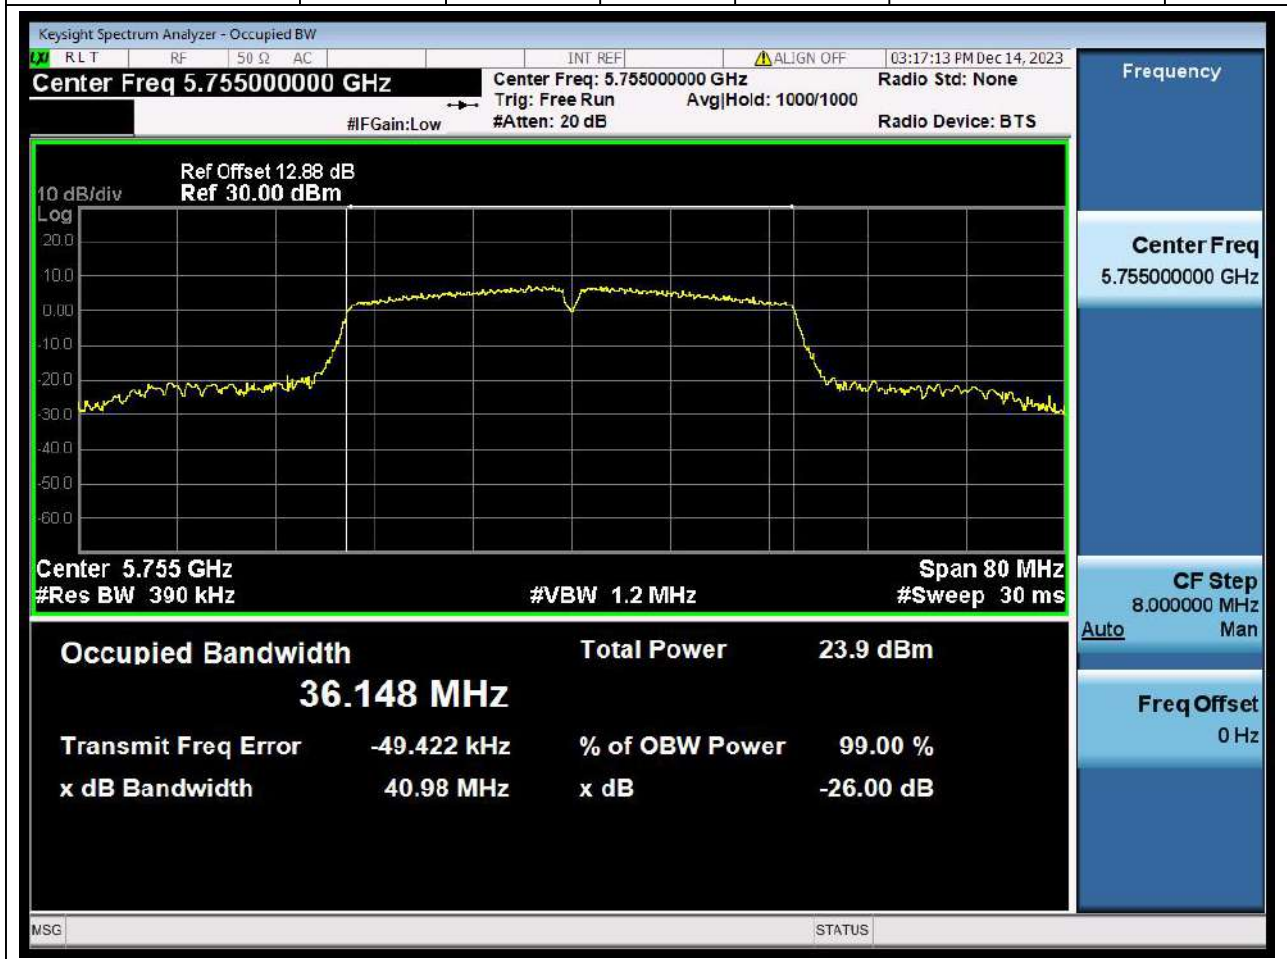 Keysight Spectrum Analyzer - Occupied BW
LXI RLT RF 50 Ω AC INT REF ALIGN OFF 03:17:13 PM Dec 14, 2023
Center Freq 5.755000000 GHz
Center Freq: 5.755000000 GHz Radio Std: None
Trig: Free Run Avg|Hold: 1000/1000
#IFGain:Low #Atten: 20 dB Radio Device: BTS
Ref Offset 12.88 dB
10 dB/div Ref 30.00 dBm
Log
20.0
10.0
0.00
-10.0
-20.0
-30.0
-40.0
-50.0
-60.0
Center 5.755 GHz Span 80 MHz
#Res BW 390 kHz #VBW 1.2 MHz #Sweep 30 ms
Occupied Bandwidth Total Power 23.9 dBm
36.148 MHz
Transmit Freq Error -49.422 kHz % of OBW Power 99.00 %
x dB Bandwidth 40.98 MHz x dB -26.00 dB
MSG STATUS
Frequency
Center Freq
5.755000000 GHz
CF Step
8.000000 MHz
Auto Man
Freq Offset
0 Hz